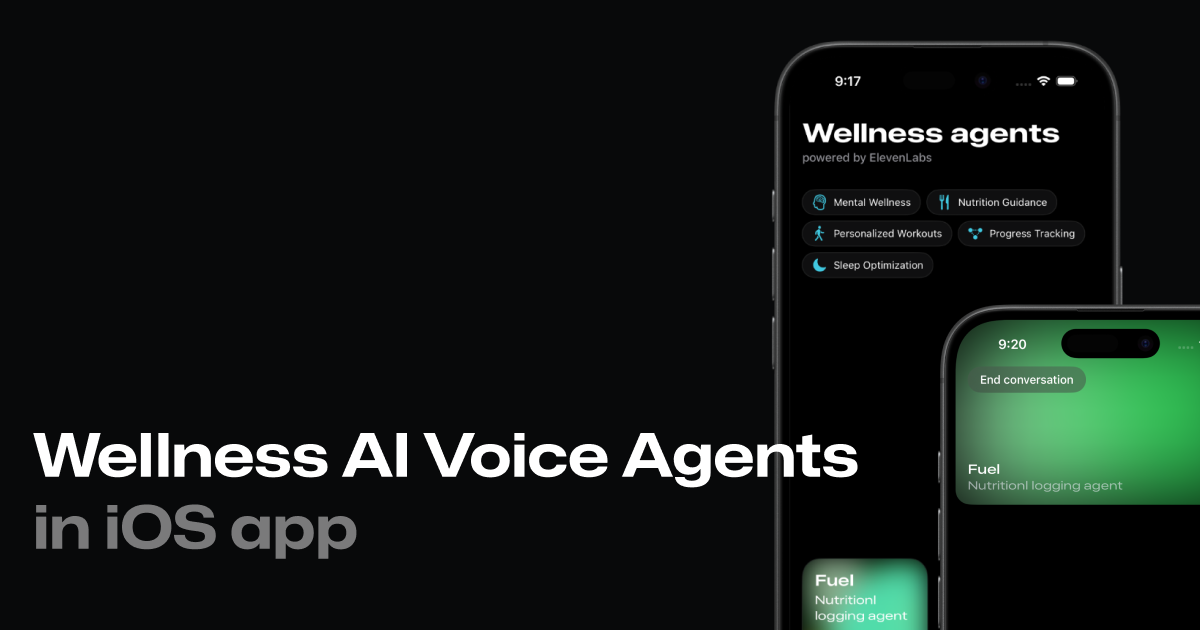 9:17
Wellness agents
powered by ElevenLabs
Mental Wellness
Nutrition Guidance
Personalized Workouts
Progress Tracking
Sleep Optimization
9:20
End conversation
Fuel
Nutritionl logging agent
Wellness AI Voice Agents
in iOS app
Fuel
Nutritionl
logging agent